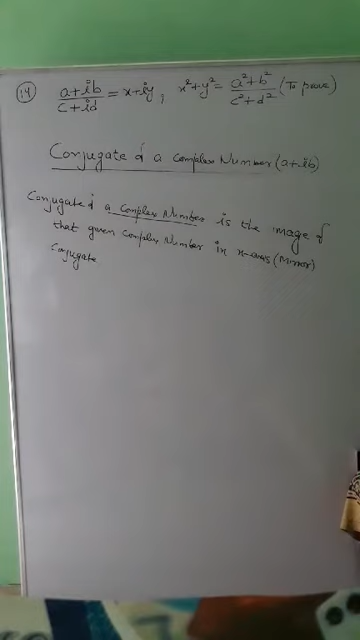 (14) (a+ib)/(c+id) = x+iy, x²+y² = (a²+b²)/(c²+d²) (To prove)
Conjugate of a Complex Number (a+ib)
Conjugate of a Complex Number is the image of
that given Complex Number in x-axis (Mirror)
Conjugate